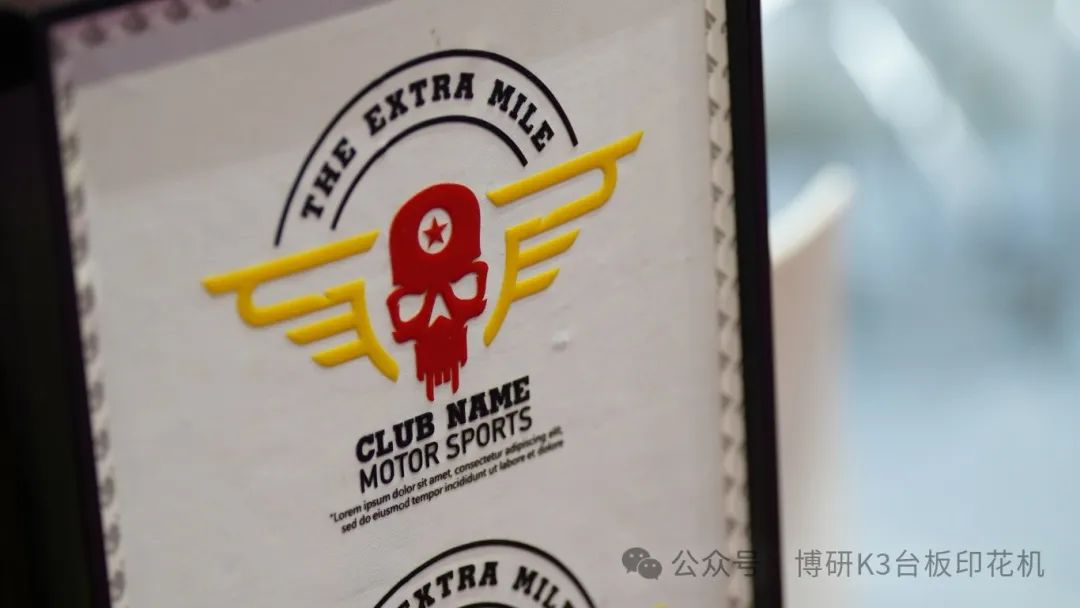 THE EXTRA MILE
CLUB NAME
MOTOR SPORTS
"Lorem ipsum dolor sit amet, consectetur adipiscing elit,
sed do eiusmod tempor incididunt ut labore et dolore
EXTRA MILE
公众号 博研K3台板印花机